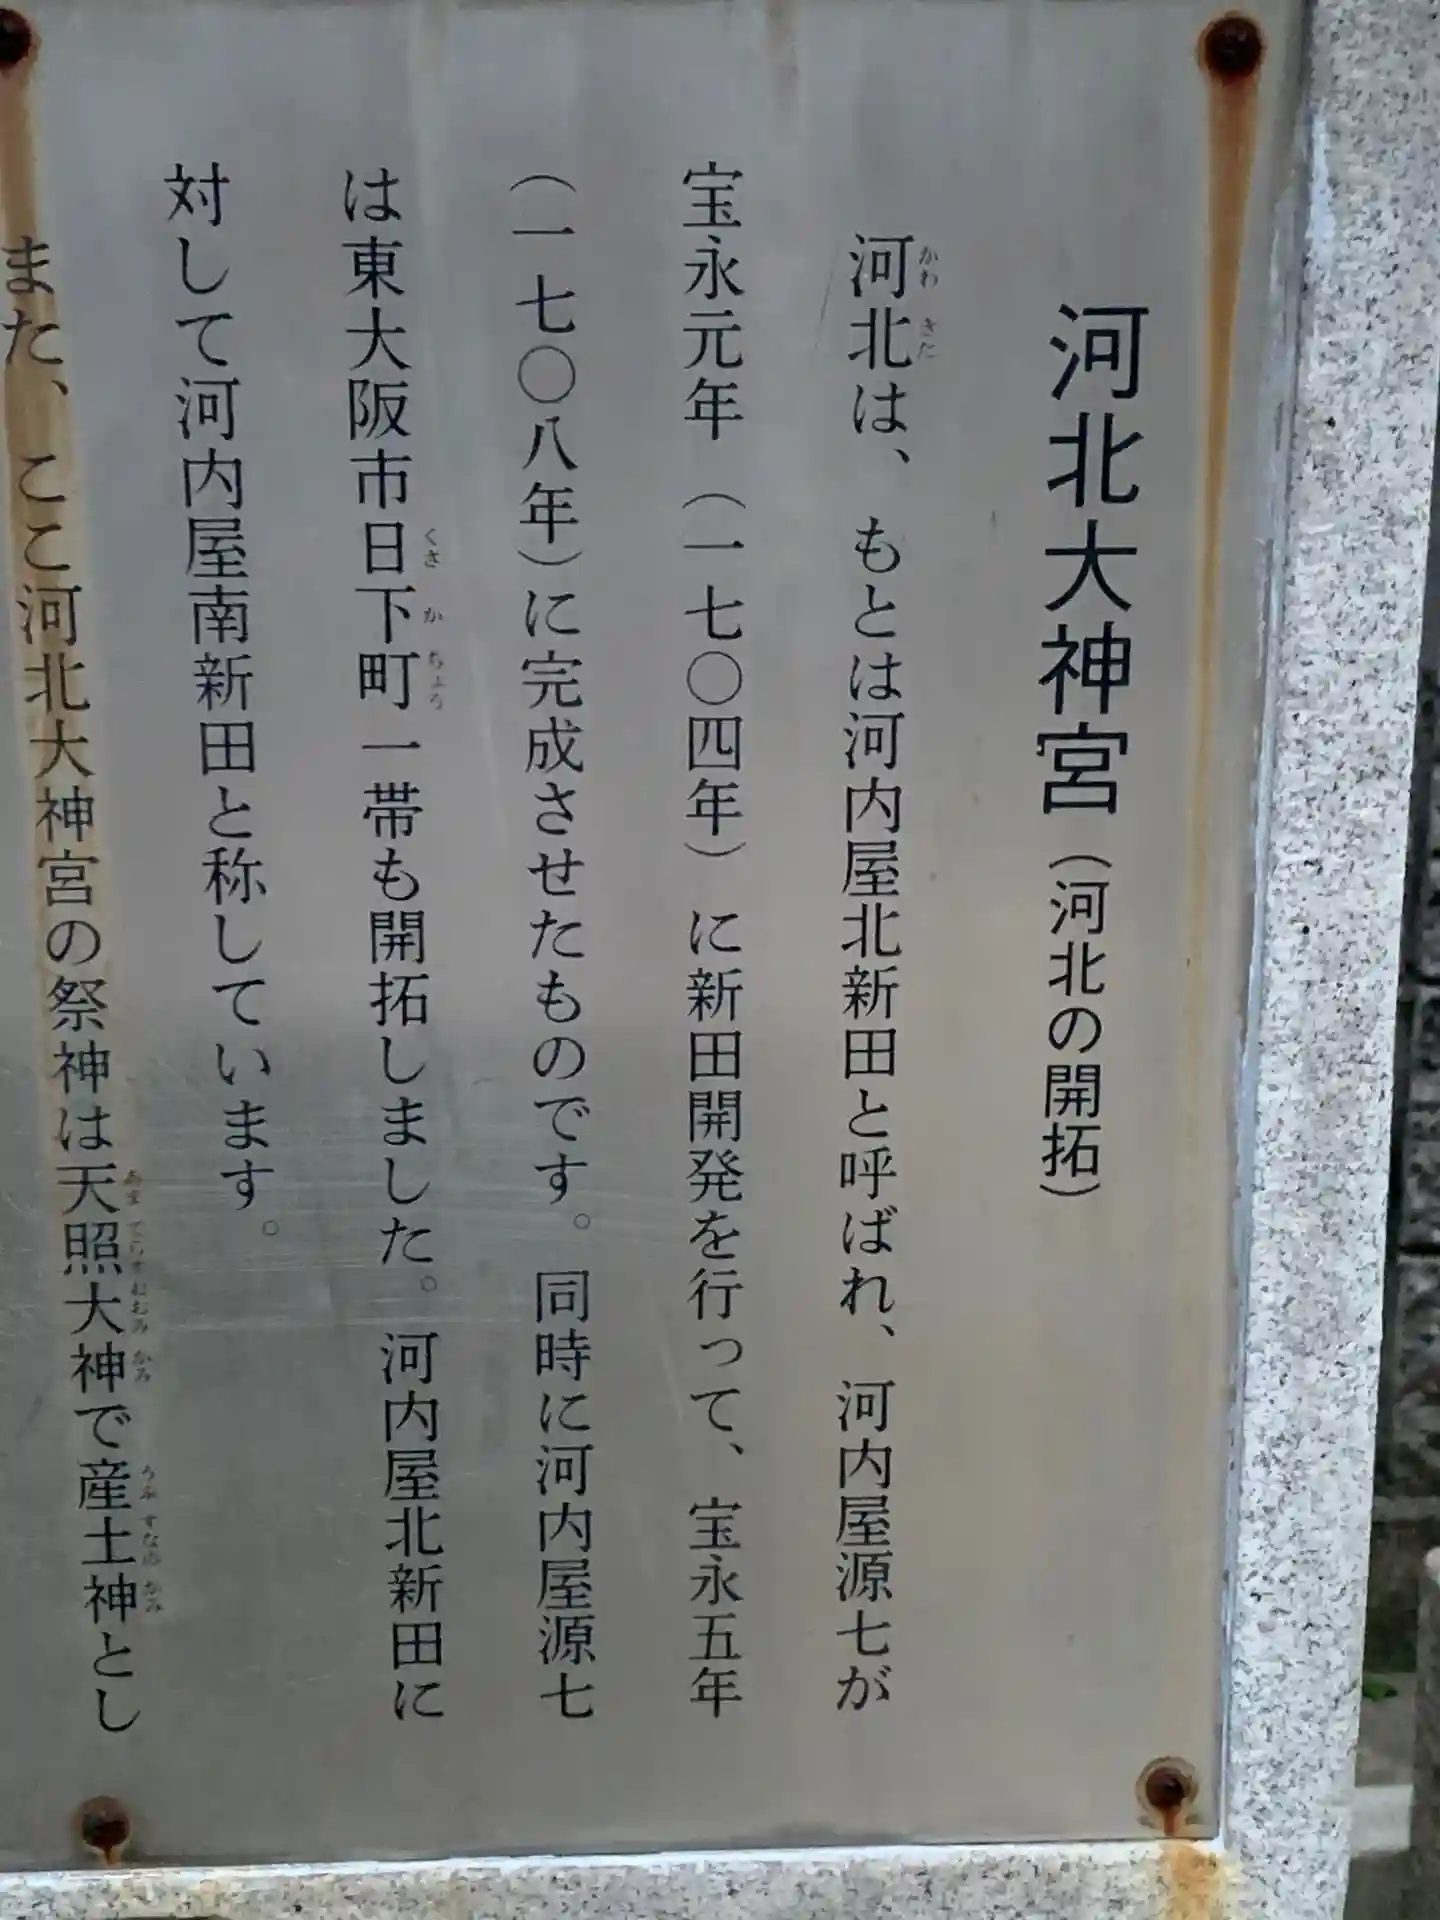 河北大神宮（河北の開拓）
河北は、もとは河内屋北新田と呼ばれ、河内屋源七が
宝永元年（一七〇四年）に新田開発を行って、宝永五年
（一七〇八年）に完成させたものです。同時に河内屋源七
は東大阪市日下町一帯も開拓しました。河内屋北新田に
対して河内屋南新田と称しています。
また、ここ河北大神宮の祭神は天照大神で産土神とし